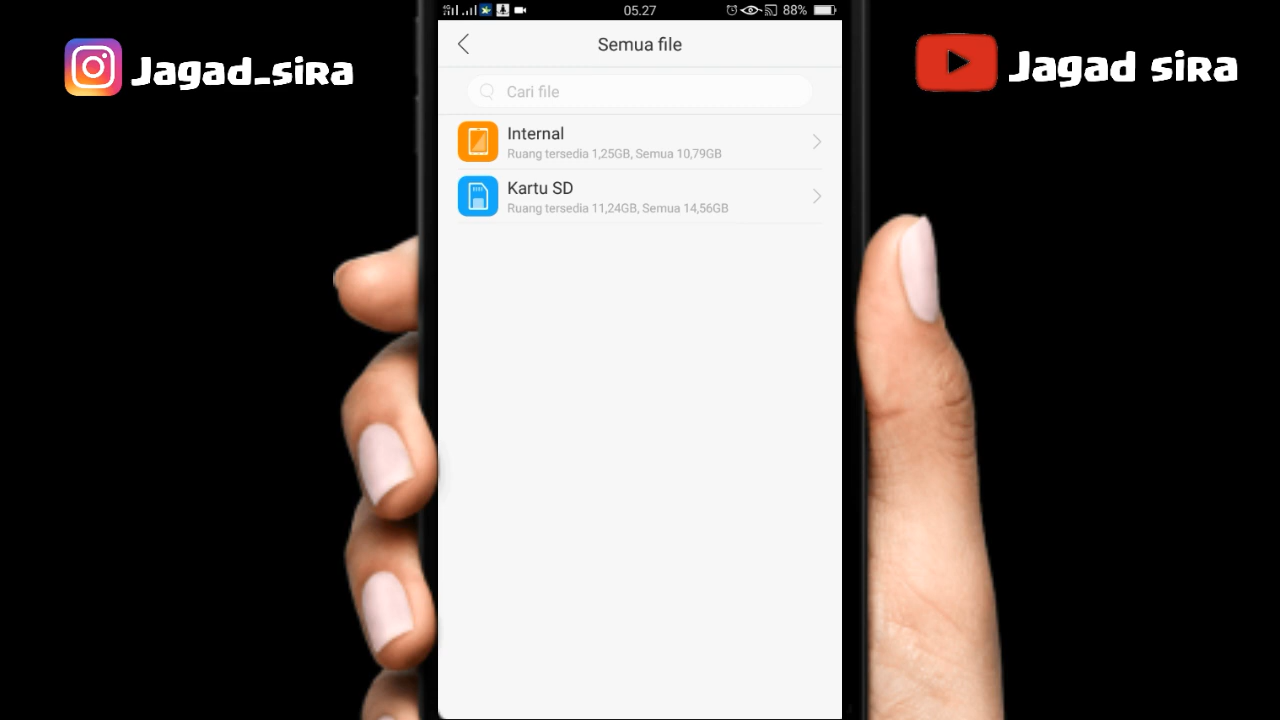 Jagad_sira
Jagad sira
05.27
88%
Semua file
Cari file
Internal
Ruang tersedia 1,25GB, Semua 10,79GB
Kartu SD
Ruang tersedia 11,24GB, Semua 14,56GB